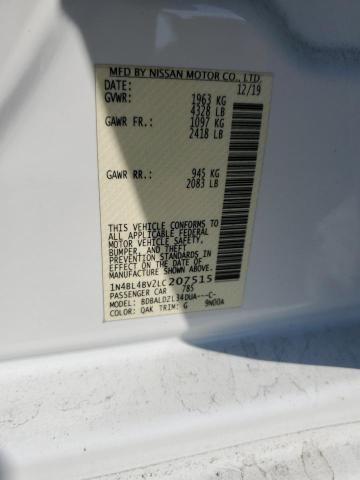 MFD BY NISSAN MOTOR CO., LTD.
DATE: 12/19
GVWR: 1963 KG
4328 LB
GAWR FR.: 1097 KG
2418 LB
GAWR RR.: 945 KG
2083 LB
THIS VEHICLE CONFORMS TO
ALL APPLICABLE FEDERAL
MOTOR VEHICLE SAFETY,
BUMPER, AND THEFT
PREVENTION STANDARDS IN
EFFECT ON THE DATE OF
MANUFACTURE SHOWN ABOVE.
1N4BL4BV2LC207515
PASSENGER CAR 785
MODEL: BDBALDZL34DUA---C-
COLOR: QAK TRIM: G 9N00A